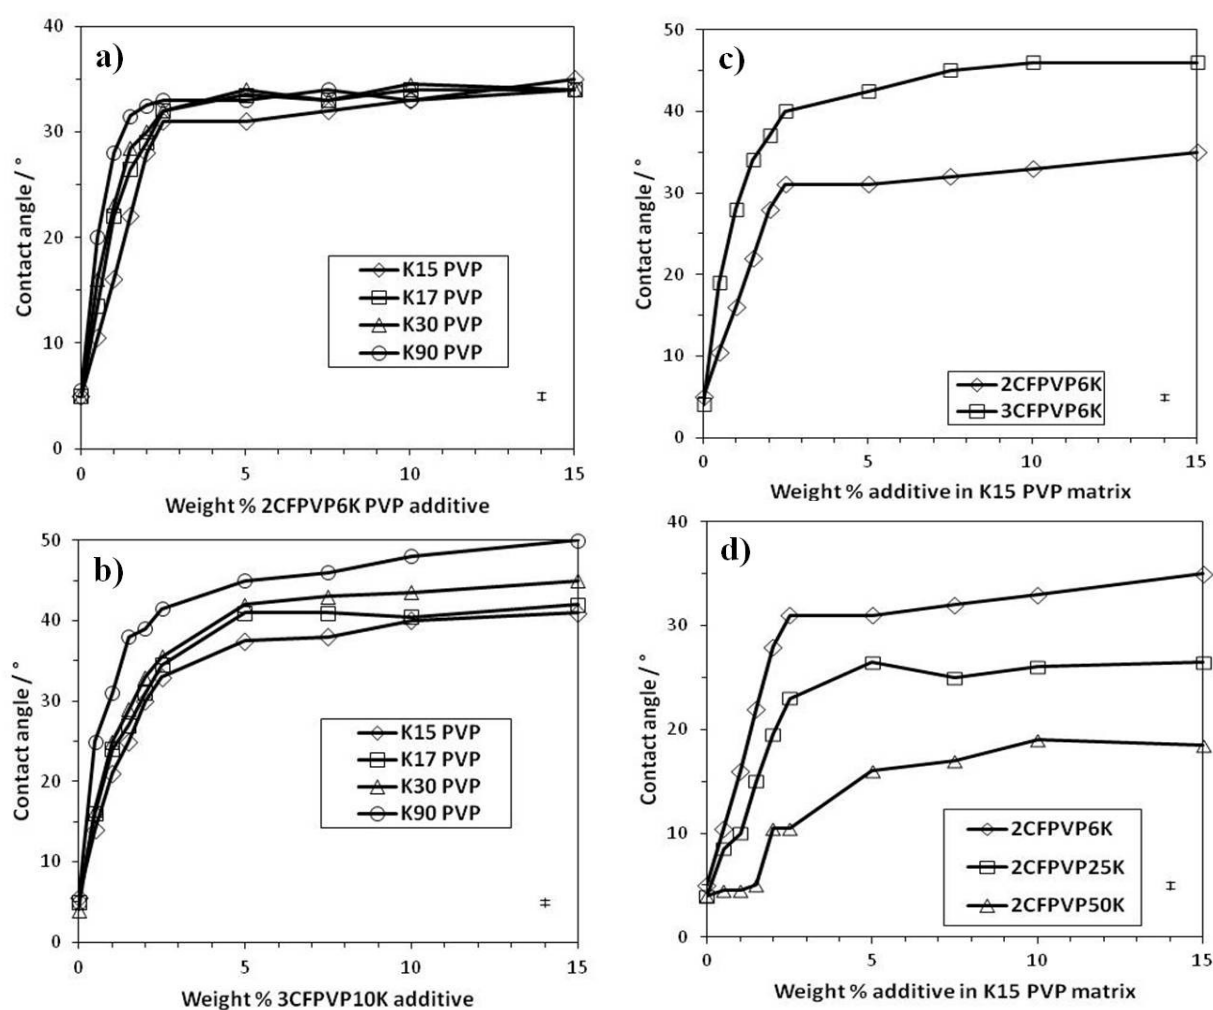 a)
40
30
20
10
0
Contact angle / °
K15 PVP
K17 PVP
K30 PVP
K90 PVP
0 5 10 15
Weight % 2CFPVP6K PVP additive
b)
50
40
30
20
10
0
Contact angle / °
K15 PVP
K17 PVP
K30 PVP
K90 PVP
0 5 10 15
Weight % 3CFPVP10K additive
c)
50
40
30
20
10
0
Contact angle / °
2CFPVP6K
3CFPVP6K
0 5 10 15
Weight % additive in K15 PVP matrix
d)
40
30
20
10
0
Contact angle / °
2CFPVP6K
2CFPVP25K
2CFPVP50K
0 5 10 15
Weight % additive in K15 PVP matrix